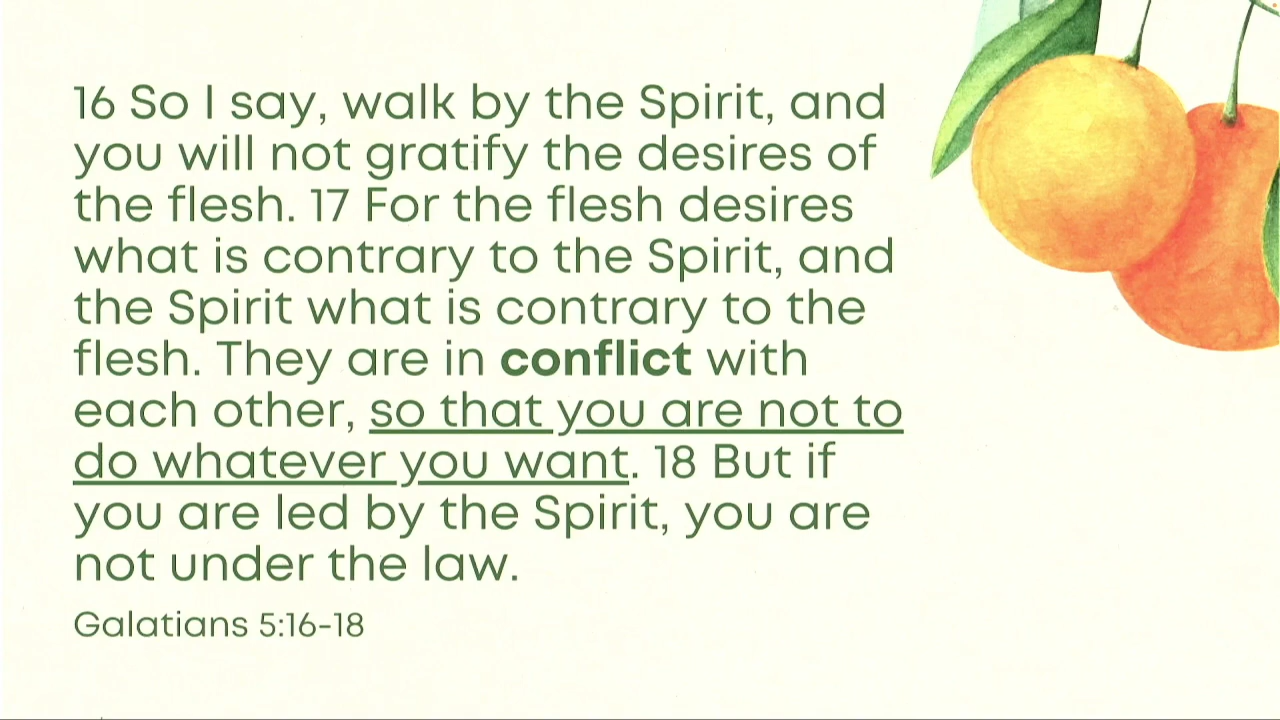 16 So I say, walk by the Spirit, and
you will not gratify the desires of
the flesh. 17 For the flesh desires
what is contrary to the Spirit, and
the Spirit what is contrary to the
flesh. They are in conflict with
each other, so that you are not to
do whatever you want. 18 But if
you are led by the Spirit, you are
not under the law.
Galatians 5:16-18